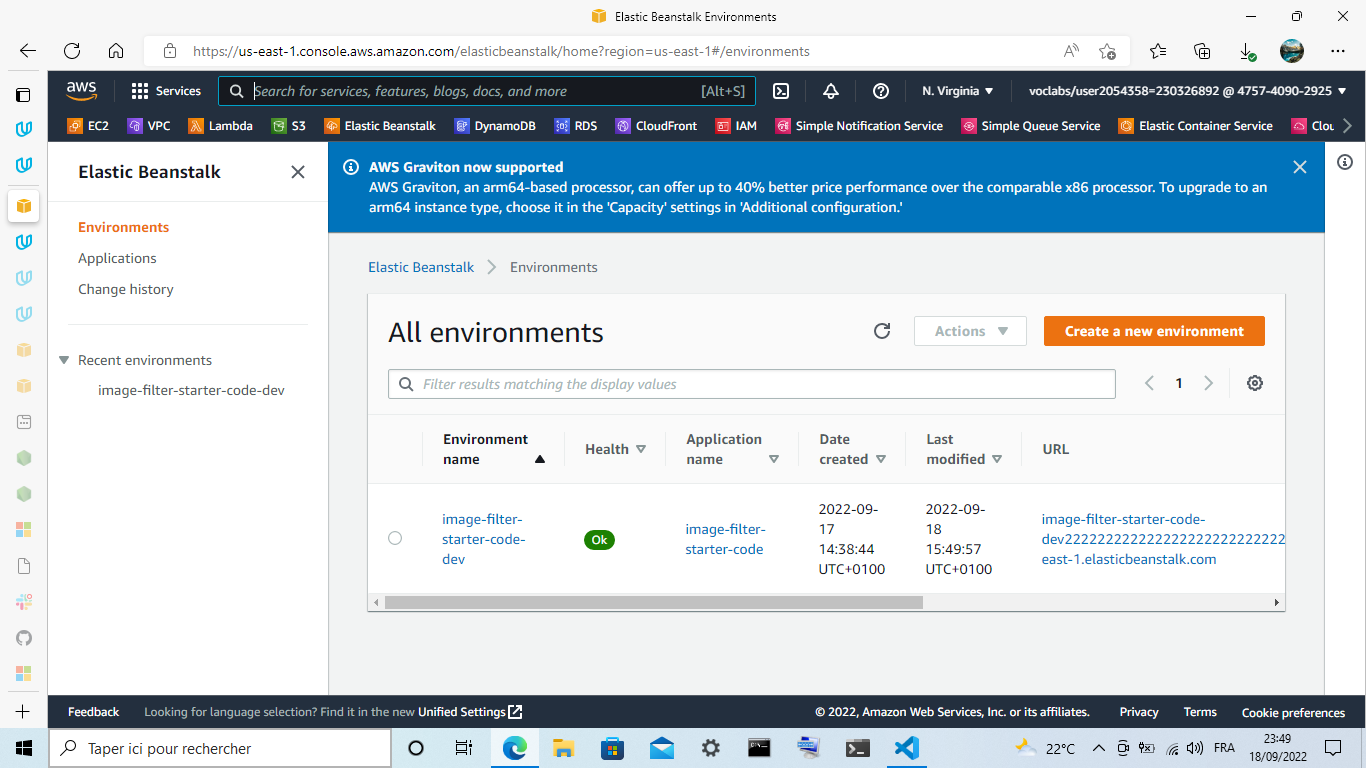 Elastic Beanstalk Environments
https://us-east-1.console.aws.amazon.com/elasticbeanstalk/home?region=us-east-1#/environments
aws
Services
Search for services, features, blogs, docs, and more
[Alt+S]
N. Virginia
voclabs/user2054358=230326892 @ 4757-4090-2925
EC2
VPC
Lambda
S3
Elastic Beanstalk
DynamoDB
RDS
CloudFront
IAM
Simple Notification Service
Simple Queue Service
Elastic Container Service
Elastic Beanstalk
Environments
Applications
Change history
Recent environments
image-filter-starter-code-dev
AWS Graviton now supported
AWS Graviton, an arm64-based processor, can offer up to 40% better price performance over the comparable x86 processor. To upgrade to an
arm64 instance type, choose it in the 'Capacity' settings in 'Additional configuration.'
Elastic Beanstalk
Environments
All environments
Actions
Create a new environment
Filter results matching the display values
1
Environment
name
Health
Application
name
Date
created
Last
modified
URL
image-filter-
starter-code-
dev
Ok
image-filter-
starter-code
2022-09-
17
14:38:44
UTC+0100
2022-09-
18
15:49:57
UTC+0100
image-filter-starter-code-
east-1.elasticbeanstalk.com
Feedback
Looking for language selection? Find it in the new Unified Settings
© 2022, Amazon Web Services, Inc. or its affiliates.
Privacy
Terms
Cookie preferences
Taper ici pour rechercher
22°C
FRA
23:49
18/09/2022